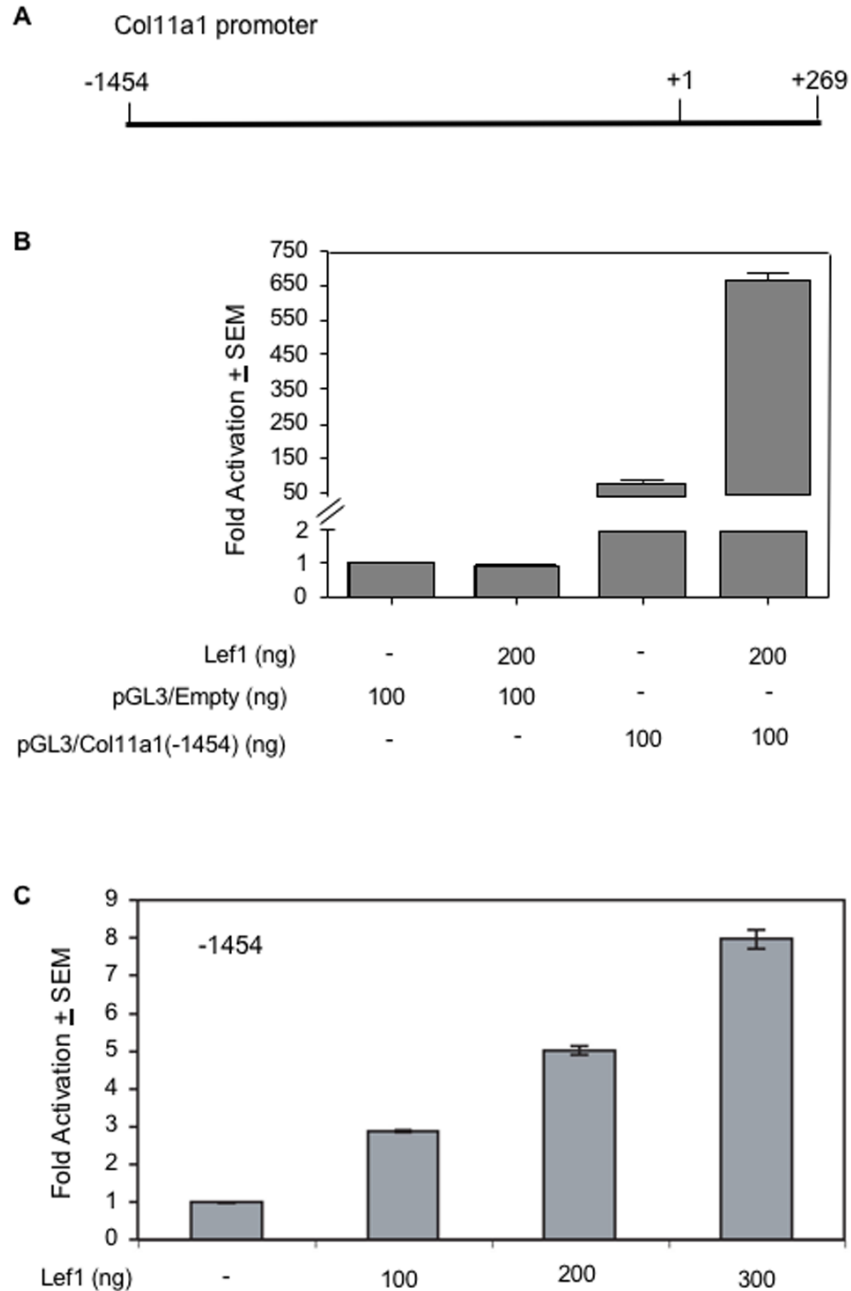 A
Col11a1 promoter
-1454 +1 +269
B
Fold Activation ± SEM
750
650
550
450
350
250
150
50
2
1
0
Lef1 (ng) - 200 - 200
pGL3/Empty (ng) 100 100 - -
pGL3/Col11a1(-1454) (ng) - - 100 100
C
Fold Activation ± SEM
9
8
7
6
5
4
3
2
1
0
-1454
Lef1 (ng) - 100 200 300